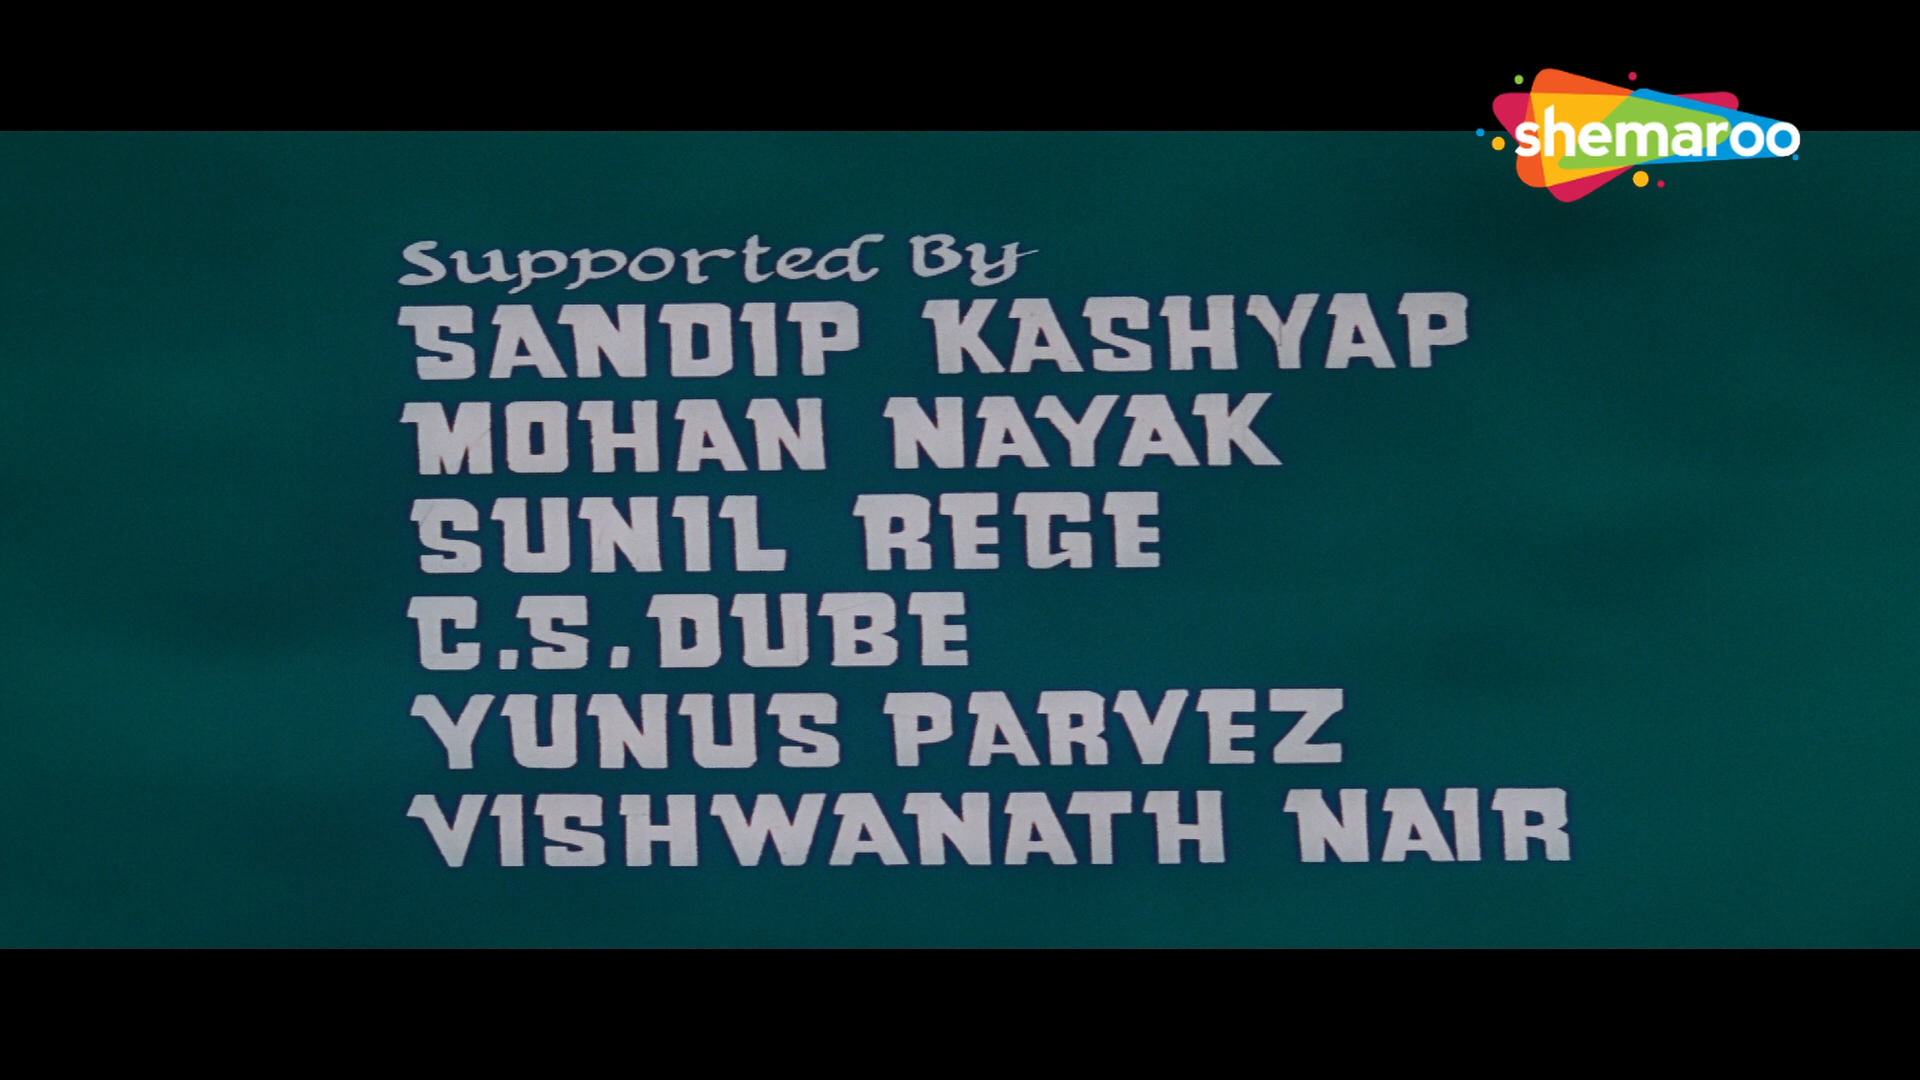 shemaroo
Supported By
SANDIP KASHYAP
MOHAN NAYAK
SUNIL REGE
C.S.DUBE
YUNUS PARVEZ
VISHWANATH NAIR